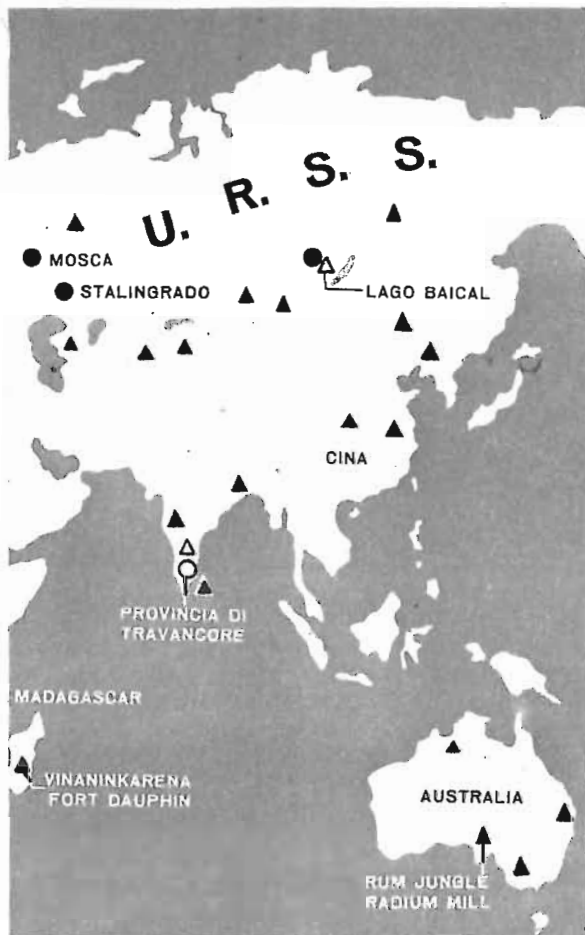 U. R. S. S.
MOSCA
STALINGRADO
LAGO BAICAL
CINA
PROVINCIA DI
TRAVANCORE
MADAGASCAR
VINANINKARENA
FORT DAUPHIN
AUSTRALIA
RUM JUNGLE
RADIUM MILL